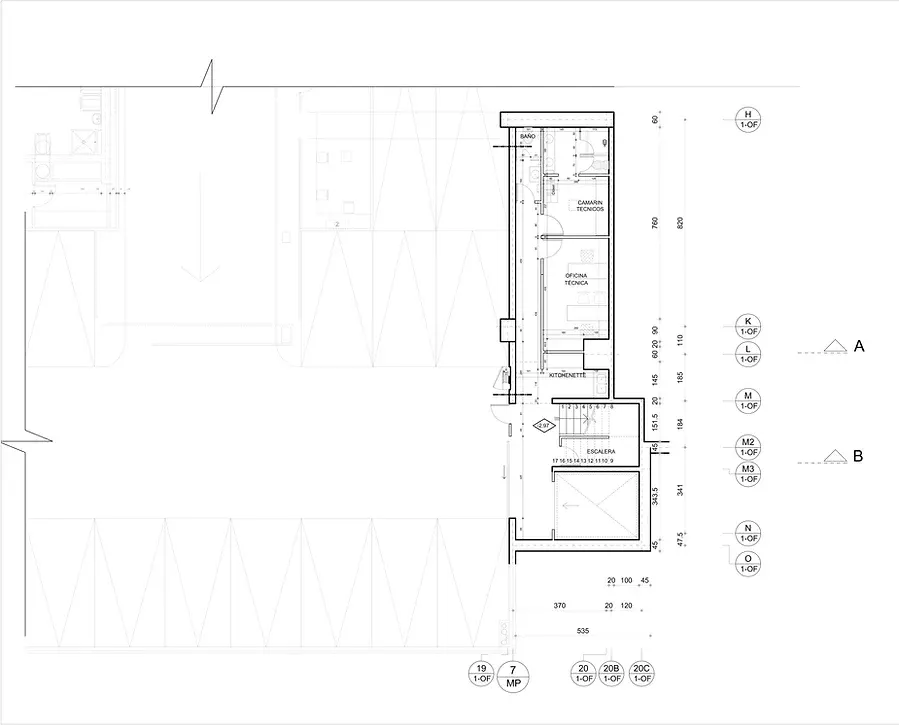 BAÑO
CAMARIN
TECNICOS
Closet
OFICINA
TÉCNICA
KITCHENETTE
1 2 3 4 5 6 7 8
-2.97
ESCALERA
17 16 15 14 13 12 11 10 9
60
760
820
90
20
60
110
145
185
20
151.5
184
45
343.5
341
45
47.5
H
1-OF
K
1-OF
L
1-OF
M
1-OF
M2
1-OF
M3
1-OF
N
1-OF
O
1-OF
A
B
20 100 45
370 20 120
535
19
1-OF
7
MP
20
1-OF
20B
1-OF
20C
1-OF